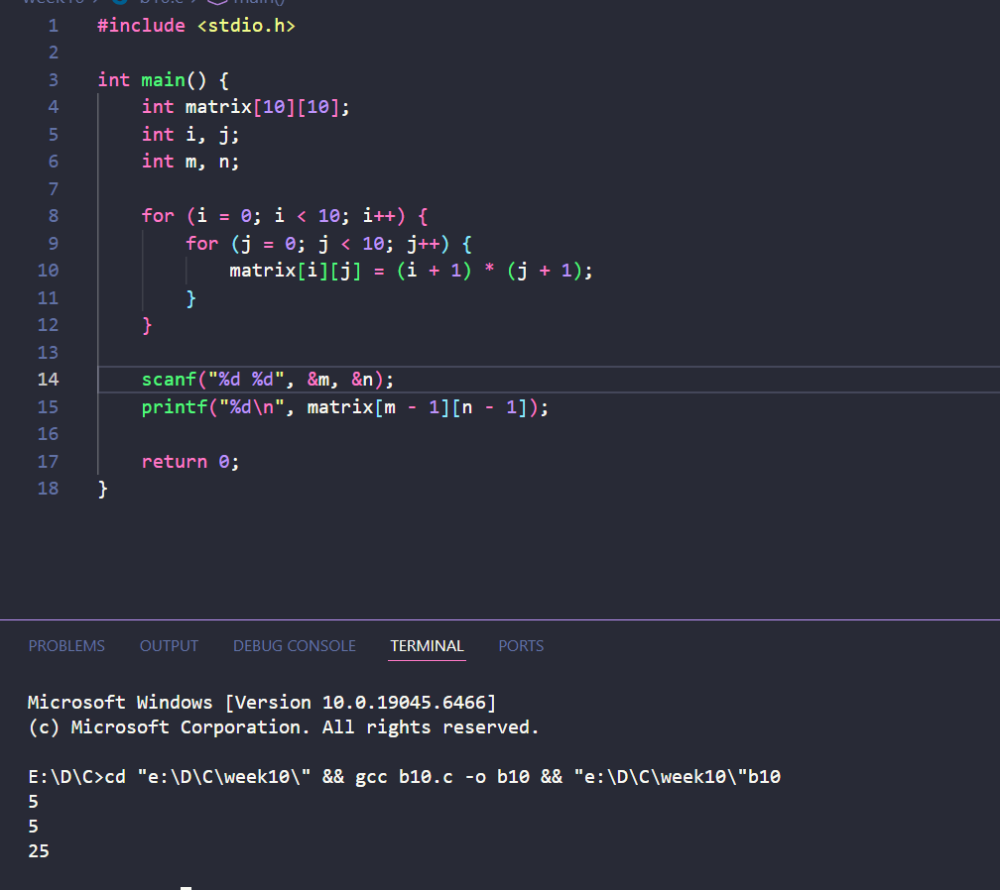 1 #include <stdio.h>
2
3 int main() {
4     int matrix[10][10];
5     int i, j;
6     int m, n;
7
8     for (i = 0; i < 10; i++) {
9         for (j = 0; j < 10; j++) {
10             matrix[i][j] = (i + 1) * (j + 1);
11         }
12     }
13
14     scanf("%d %d", &m, &n);
15     printf("%d\n", matrix[m - 1][n - 1]);
16
17     return 0;
18 }
PROBLEMS OUTPUT DEBUG CONSOLE TERMINAL PORTS
Microsoft Windows [Version 10.0.19045.6466]
(c) Microsoft Corporation. All rights reserved.
E:\D\C>cd "e:\D\C\week10\" && gcc b10.c -o b10 && "e:\D\C\week10\"b10
5
5
25